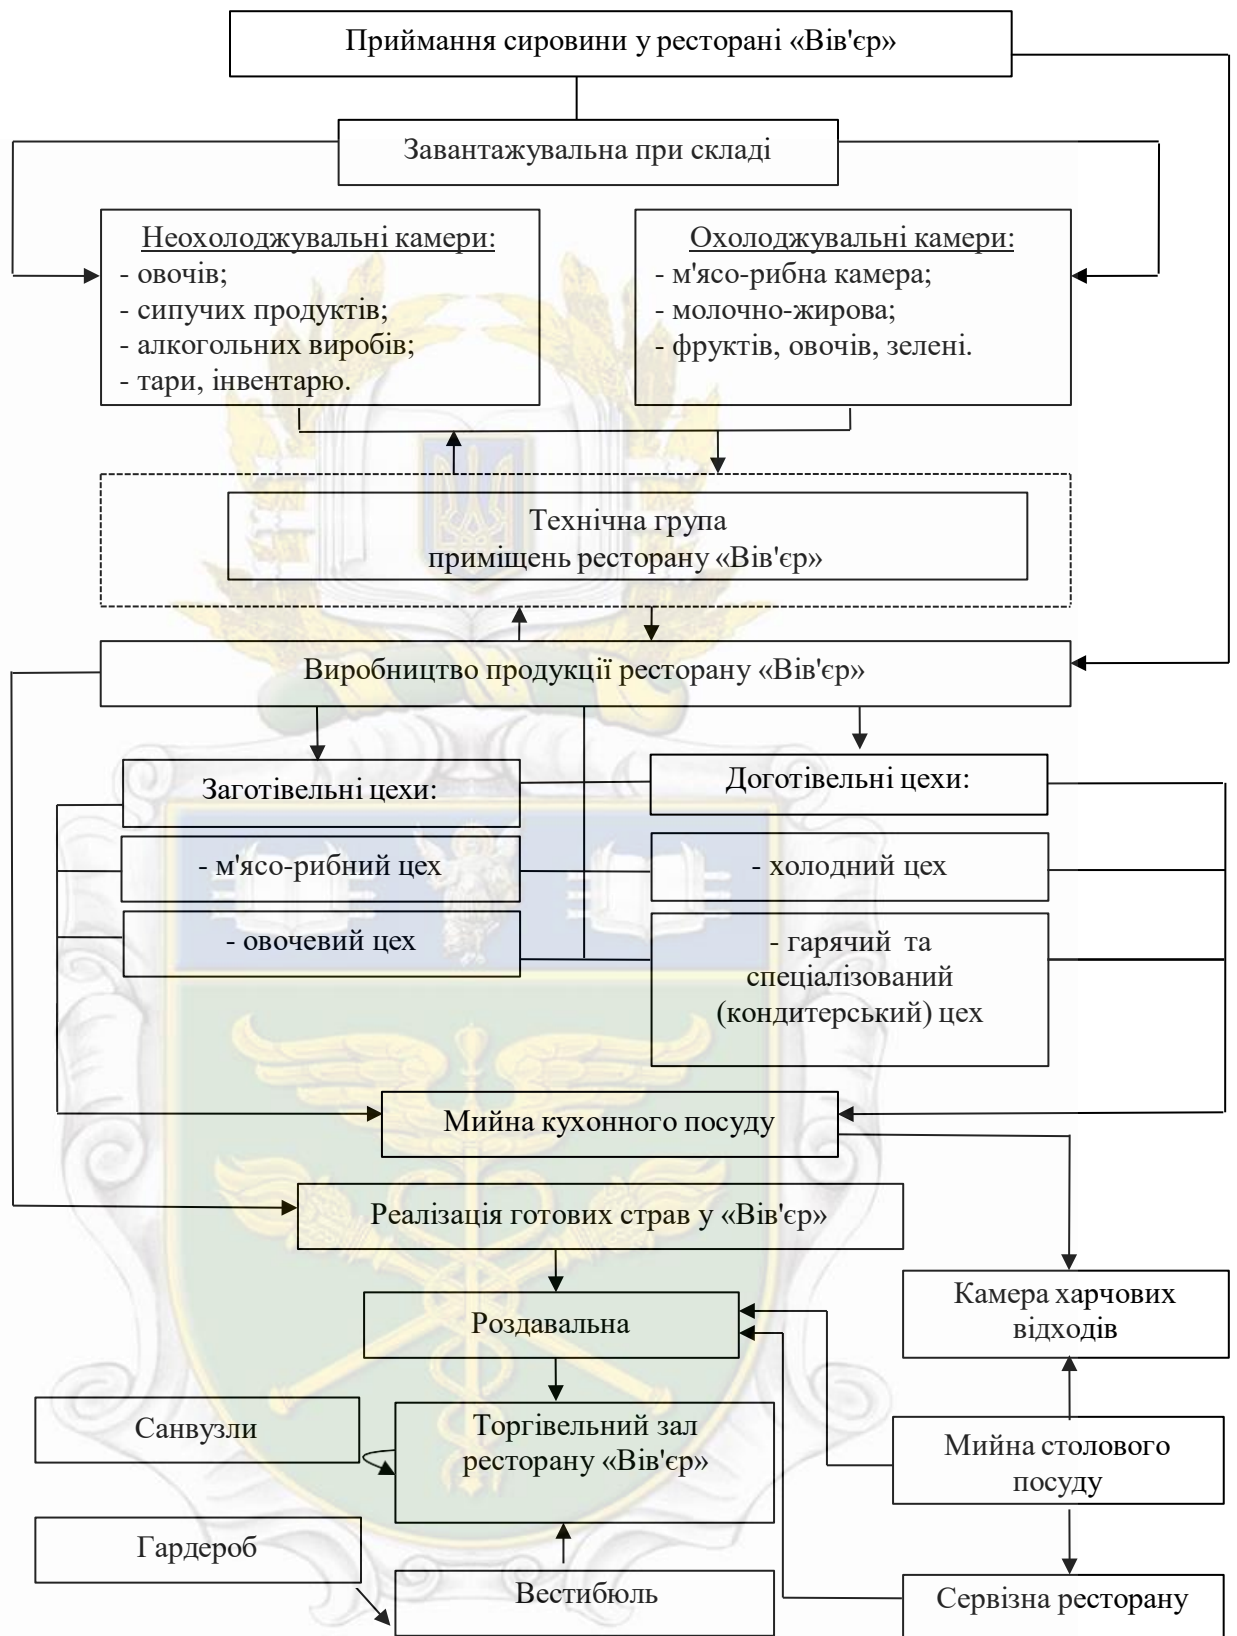 Приймання сировини у ресторані «Вів'єр»
Завантажувальна при складі
Неохолоджувальні камери:
- овочів;
- сипучих продуктів;
- алкогольних виробів;
- тари, інвентарю.
Охолоджувальні камери:
- м'ясо-рибна камера;
- молочно-жирова;
- фруктів, овочів, зелені.
Технічна група
приміщень ресторану «Вів'єр»
Виробництво продукції ресторану «Вів'єр»
Заготівельні цехи:
Доготівельні цехи:
- м'ясо-рибний цех
- холодний цех
- овочевий цех
- гарячий та
спеціалізований
(кондитерський) цех
Мийна кухонного посуду
Реалізація готових страв у «Вів'єр»
Камера харчових
відходів
Роздавальна
Санвузли
Торгівельний зал
ресторану «Вів'єр»
Мийна столового
посуду
Гардероб
Вестибюль
Сервізна ресторану